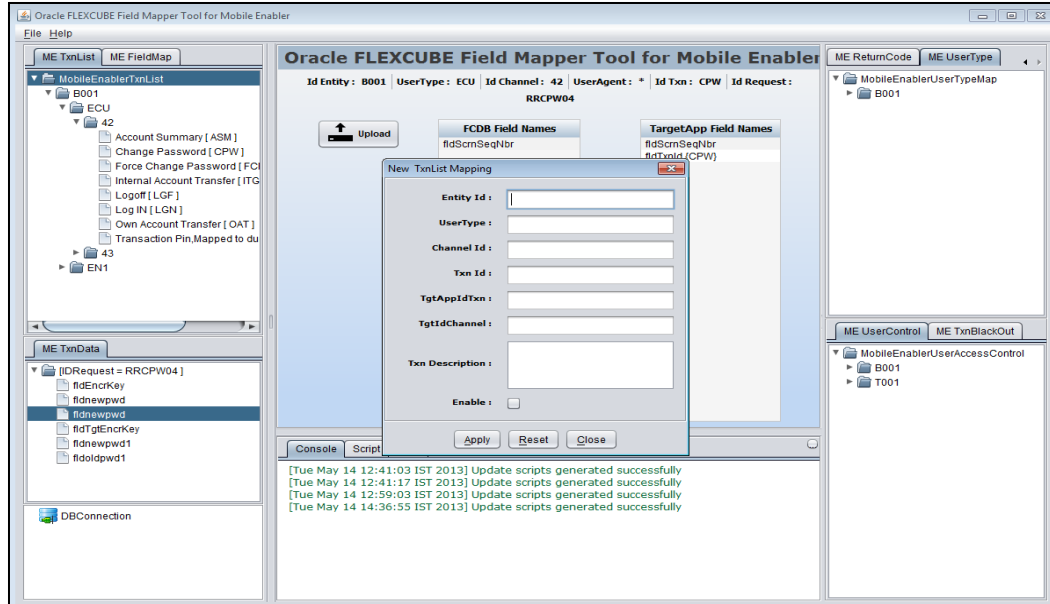 Oracle FLEXCUBE Field Mapper Tool for Mobile Enabler
File Help
ME TxnList ME FieldMap
MobileEnablerTxnList
B001
ECU
42
Account Summary [ ASM ]
Change Password [ CPW ]
Force Change Password [ FCI
Internal Account Transfer [ ITG
Logoff [ LGF ]
Log IN [ LGN ]
Own Account Transfer [ OAT ]
Transaction Pin,Mapped to du
43
EN1
ME TxnData
[IDRequest = RRCPW04 ]
fldEncrKey
fldnewpwd
fldnewpwd
fldTgtEncrKey
fldnewpwd1
fldoldpwd1
DBConnection
Oracle FLEXCUBE Field Mapper Tool for Mobile Enabler
Id Entity : B001 UserType : ECU Id Channel : 42 UserAgent : * Id Txn : CPW Id Request :
RRCPW04
Upload
FCDB Field Names
fldScrnSeqNbr
TargetApp Field Names
fldScrnSeqNbr
fldTxnId {CPW}
New TxnList Mapping
Entity Id :
UserType :
Channel Id :
Txn Id :
TgtAppIdTxn :
TgtIdChannel :
Txn Description :
Enable :
Apply Reset Close
Console Script
[Tue May 14 12:41:03 IST 2013] Update scripts generated successfully
[Tue May 14 12:41:17 IST 2013] Update scripts generated successfully
[Tue May 14 12:59:03 IST 2013] Update scripts generated successfully
[Tue May 14 14:36:55 IST 2013] Update scripts generated successfully
ME ReturnCode ME UserType
MobileEnablerUserTypeMap
B001
ME UserControl ME TxnBlackOut
MobileEnablerUserAccessControl
B001
T001